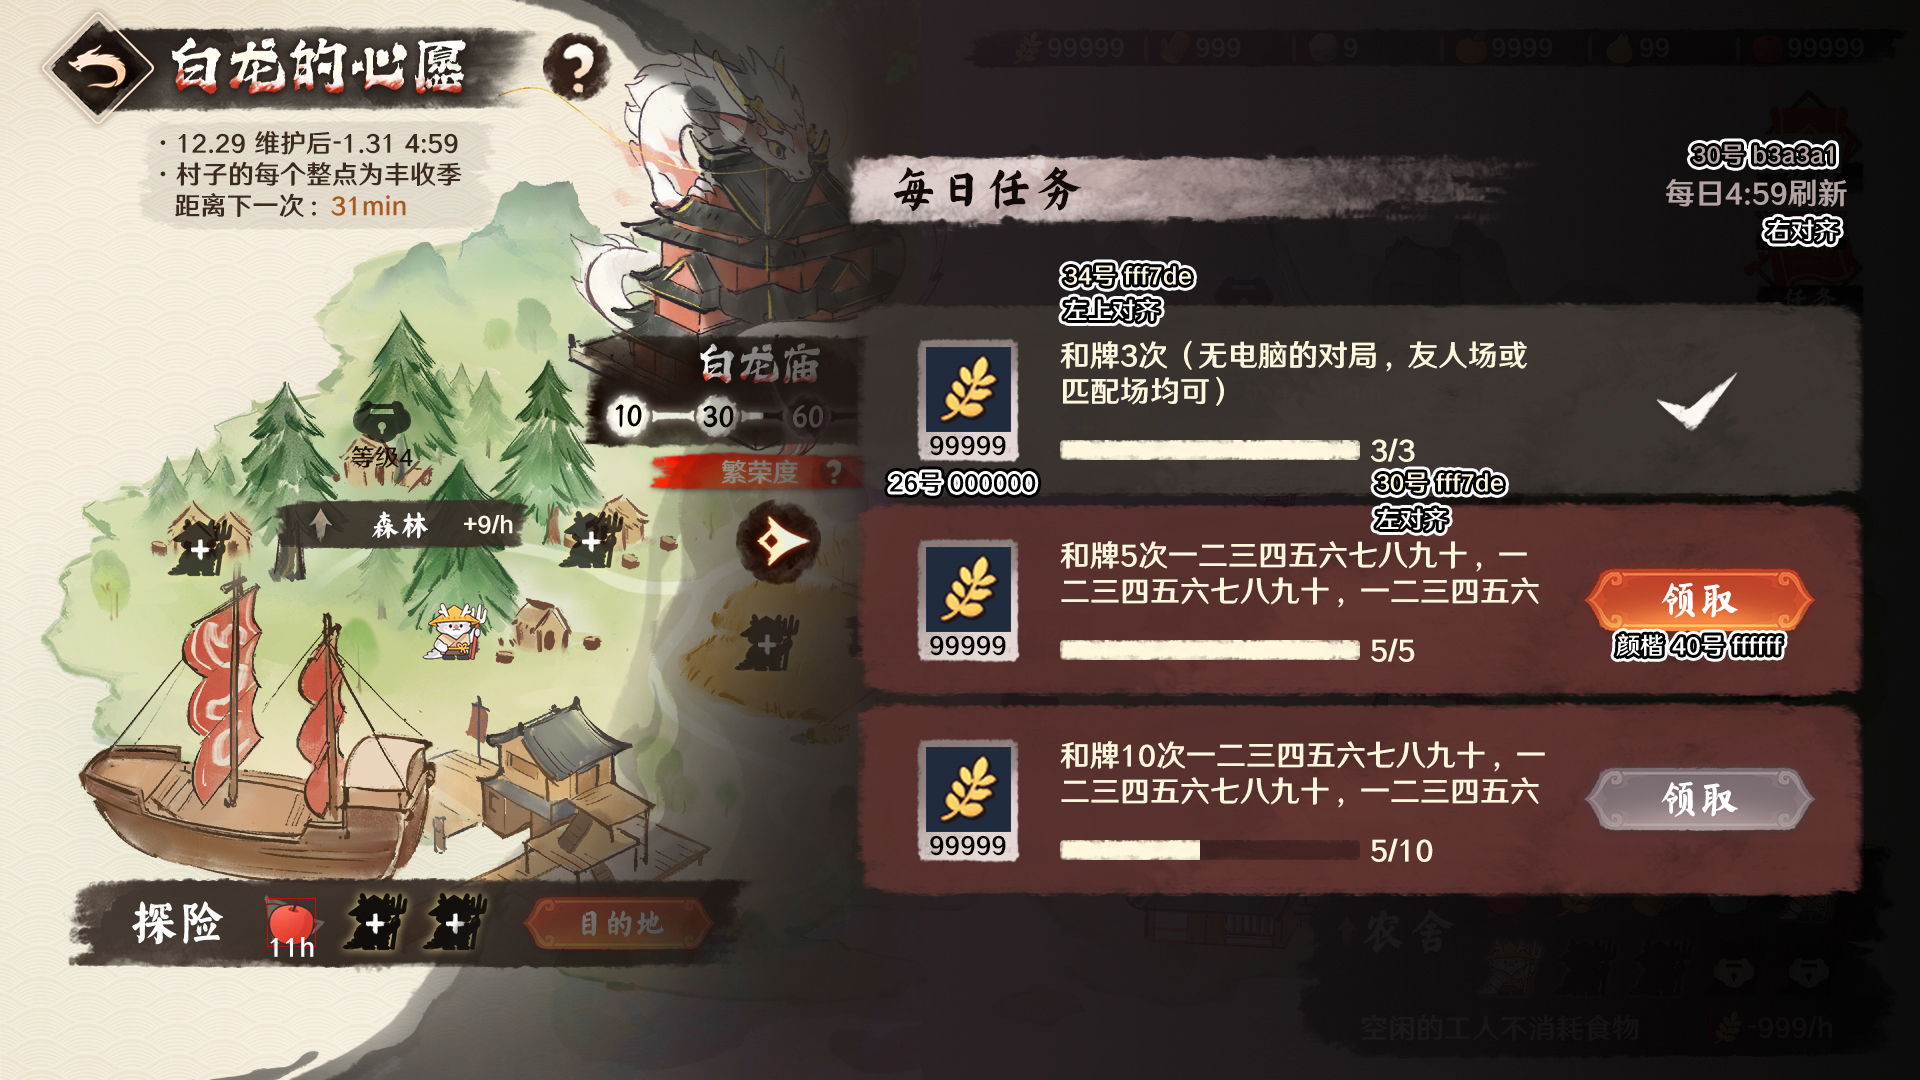 白龙的心愿
?
· 12.29 维护后-1.31 4:59
· 村子的每个整点为丰收季
距离下一次：31min
99999
999
9
9999
99
99999
每日任务
30号 b3a3a1
每日4:59刷新
右对齐
任务
白龙庙
10
30
60
繁荣度 ?
等级4
森林
+9/h
34号 fff7de
左上对齐
和牌3次（无电脑的对局，友人场或
匹配场均可）
99999
3/3
26号 000000
30号 fff7de
左对齐
和牌5次一二三四五六七八九十，一
二三四五六七八九十，一二三四五六
99999
5/5
领取
颜楷 40号 ffffff
和牌10次一二三四五六七八九十，一
二三四五六七八九十，一二三四五六
99999
5/10
领取
探险
11h
目的地
农舍
空闲的工人不消耗食物
-999/h